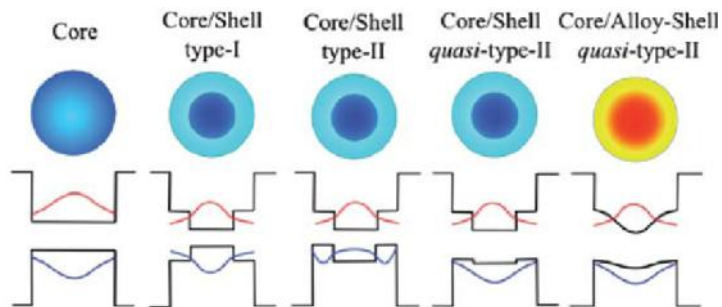 Core
Core/Shell
type-I
Core/Shell
type-II
Core/Shell
quasi-type-II
Core/Alloy-Shell
quasi-type-II